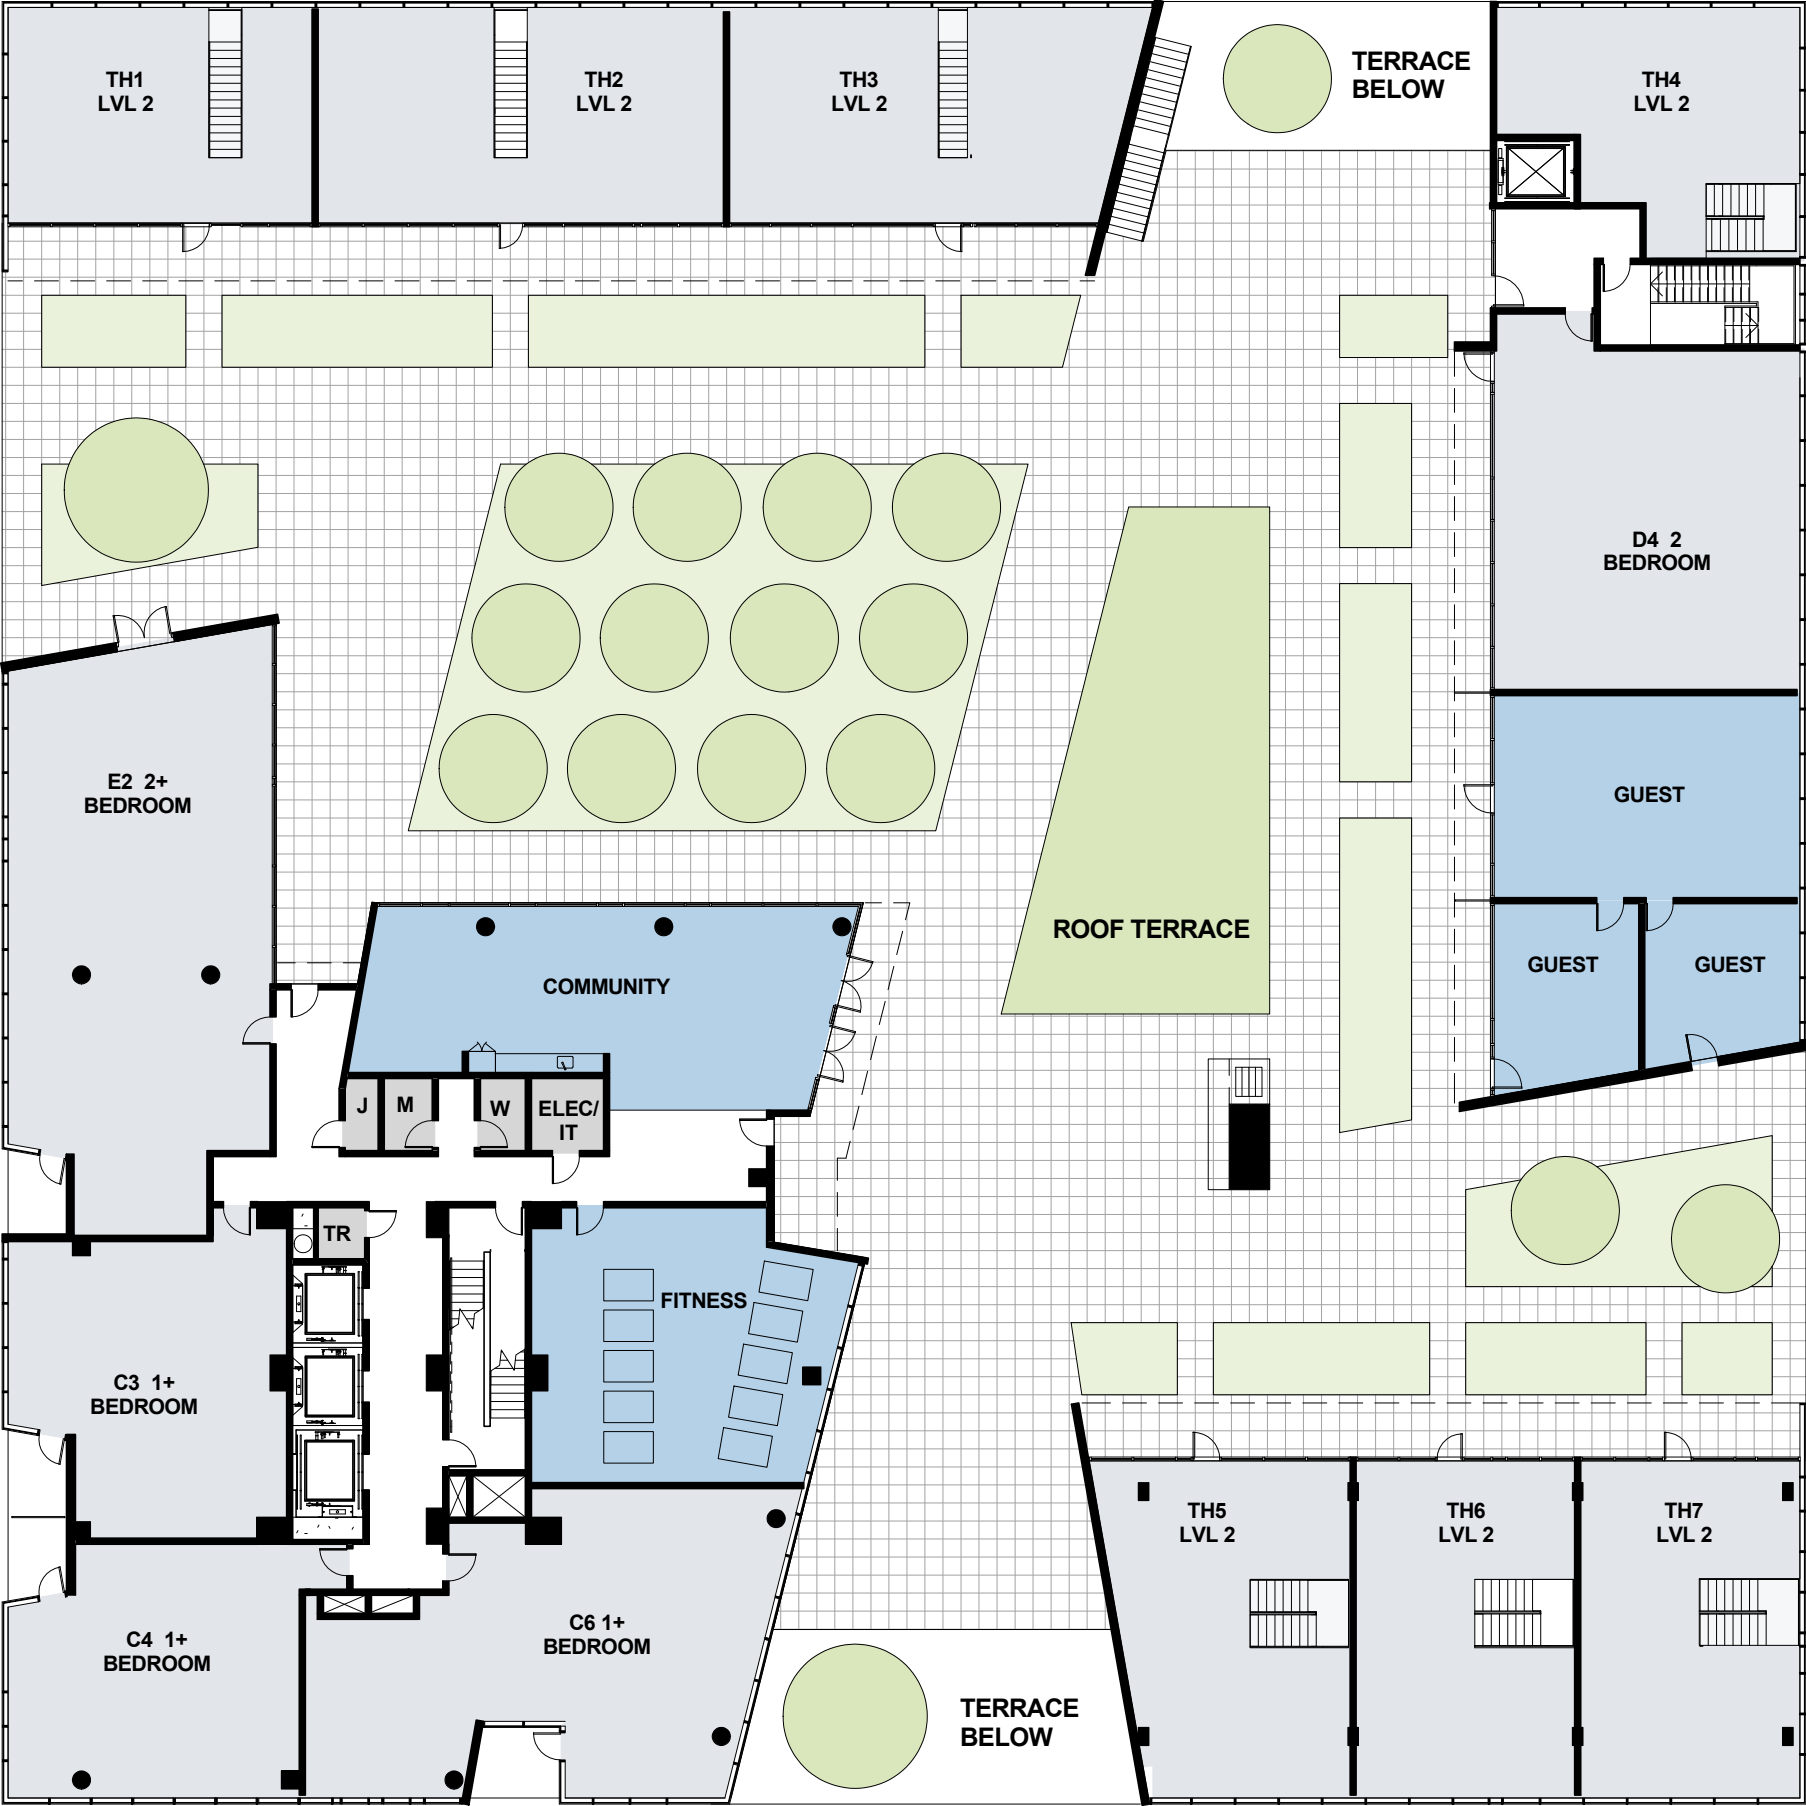 TH1
LVL 2
TH2
LVL 2
TH3
LVL 2
TERRACE
BELOW
TH4
LVL 2
D4 2
BEDROOM
E2 2+
BEDROOM
GUEST
ROOF TERRACE
GUEST
GUEST
COMMUNITY
J
M
W
ELEC/
IT
TR
FITNESS
C3 1+
BEDROOM
TH5
LVL 2
TH6
LVL 2
TH7
LVL 2
C4 1+
BEDROOM
C6 1+
BEDROOM
TERRACE
BELOW